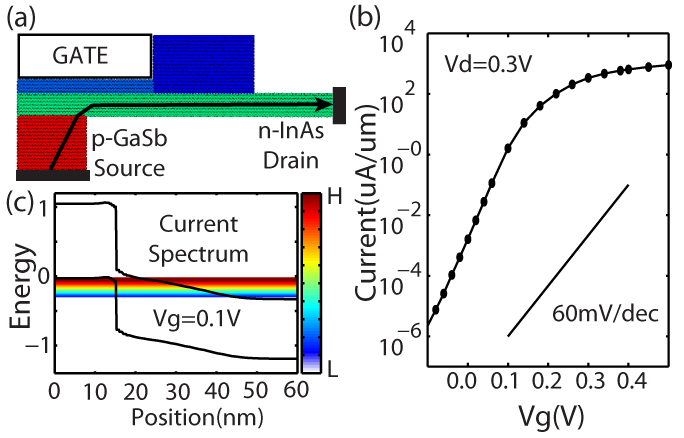 (a)
GATE
p-GaSb
Source
n-InAs
Drain
(b)
Vd=0.3V
Current(uA/um)
10^4
10^2
10^-0
10^-2
10^-4
10^-6
60mV/dec
0.0 0.1 0.2 0.3 0.4
Vg(V)
(c)
Current
Spectrum
Vg=0.1V
Energy
1
0
-1
0 10 20 30 40 50 60
Position(nm)
H
L